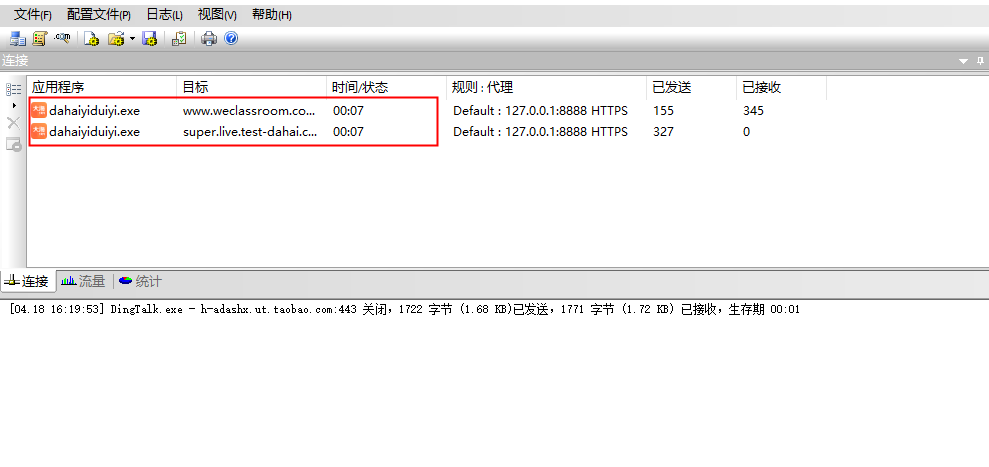 文件(F) 配置文件(P) 日志(L) 视图(V) 帮助(H)
连接
应用程序 目标 时间/状态 规则 : 代理 已发送 已接收
大海 dahaiyiduiyi.exe www.weclassroom.co... 00:07 Default : 127.0.0.1:8888 HTTPS 155 345
大海 dahaiyiduiyi.exe super.live.test-dahai.c... 00:07 Default : 127.0.0.1:8888 HTTPS 327 0
连接 流量 统计
[04.18 16:19:53] DingTalk.exe - h-adashx.ut.taobao.com:443 关闭，1722 字节 (1.68 KB)已发送，1771 字节 (1.72 KB) 已接收，生存期 00:01